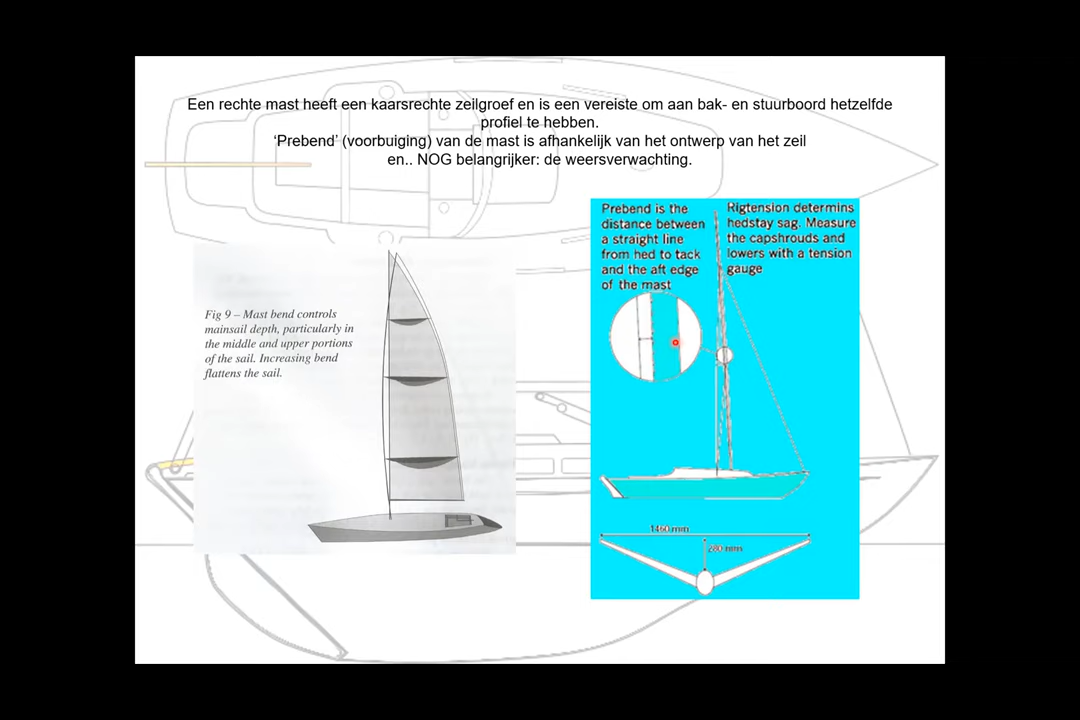 Een rechte mast heeft een kaarsrechte zeilgroef en is een vereiste om aan bak- en stuurboord hetzelfde
profiel te hebben.
‘Prebend’ (voorbuiging) van de mast is afhankelijk van het ontwerp van het zeil
en.. NOG belangrijker: de weersverwachting.
Fig 9 – Mast bend controls
mainsail depth, particularly in
the middle and upper portions
of the sail. Increasing bend
flattens the sail.
Prebend is the
distance between
a straight line
from hed to tack
and the aft edge
of the mast
Rigtension determins
hedstay sag. Measure
the capshrouds and
lowers with a tension
gauge
1460 mm
280 mms